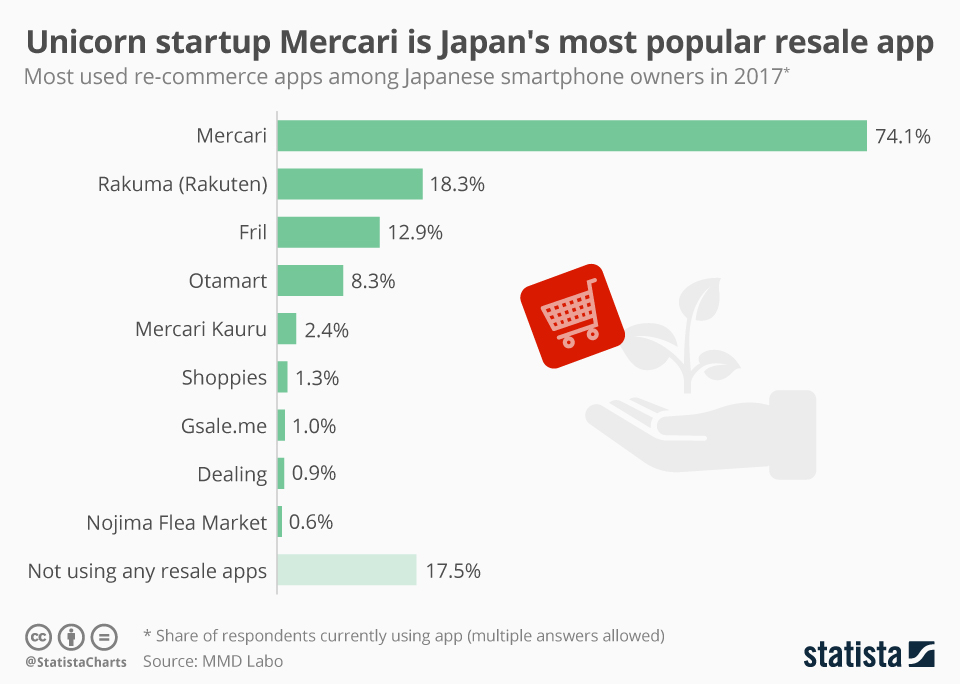 Unicorn startup Mercari is Japan's most popular resale app
Most used re-commerce apps among Japanese smartphone owners in 2017*
Mercari 74.1%
Rakuma (Rakuten) 18.3%
Fril 12.9%
Otamart 8.3%
Mercari Kauru 2.4%
Shoppies 1.3%
Gsale.me 1.0%
Dealing 0.9%
Nojima Flea Market 0.6%
Not using any resale apps 17.5%
cc
@StatistaCharts
* Share of respondents currently using app (multiple answers allowed)
Source: MMD Labo
statista